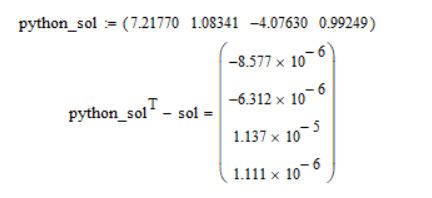 python_sol := (7.21770 1.08341 −4.07630 0.99249)
−8.577 × 10⁻⁶
−6.312 × 10⁻⁶
python_solᵀ − sol =
1.137 × 10⁻⁵
1.111 × 10⁻⁶